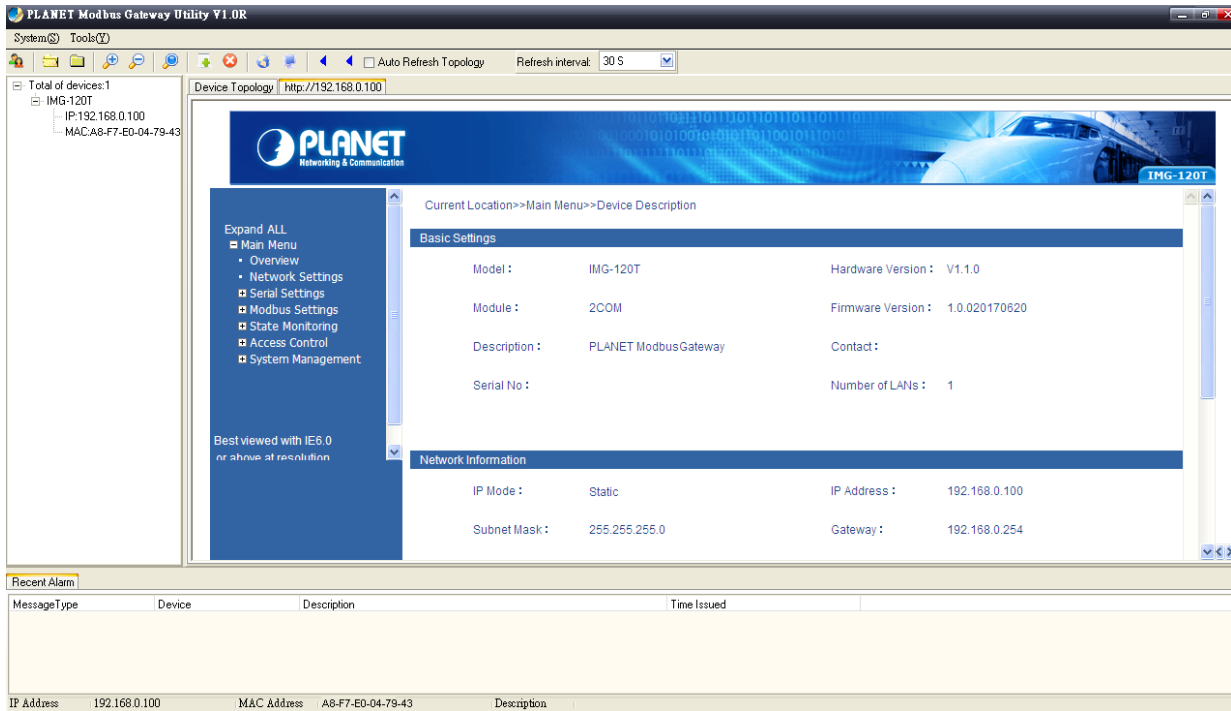 PLANET Modbus Gateway Utility V1.0R
System(S) Tools(Y)
Auto Refresh Topology Refresh interval: 30 S
Total of devices:1
IMG-120T
IP:192.168.0.100
MAC:A8-F7-E0-04-79-43
Device Topology http://192.168.0.100
PLANET
Networking & Communication
IMG-120T
Expand ALL
Main Menu
Overview
Network Settings
Serial Settings
Modbus Settings
State Monitoring
Access Control
System Management
Best viewed with IE6.0
or above at resolution
Current Location>>Main Menu>>Device Description
Basic Settings
Model: IMG-120T Hardware Version: V1.1.0
Module: 2COM Firmware Version: 1.0.020170620
Description: PLANET ModbusGateway Contact:
Serial No: Number of LANs: 1
Network Information
IP Mode: Static IP Address: 192.168.0.100
Subnet Mask: 255.255.255.0 Gateway: 192.168.0.254
Recent Alarm
MessageType Device Description Time Issued
IP Address 192.168.0.100 MAC Address A8-F7-E0-04-79-43 Description